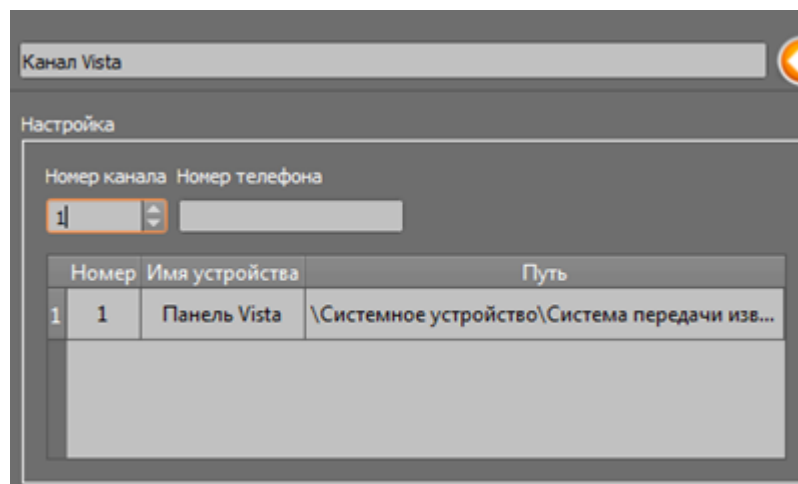 Канал Vista
Настройка
Номер канала Номер телефона
1
Номер Имя устройства Путь
1 1 Панель Vista \Системное устройство\Система передачи изв...